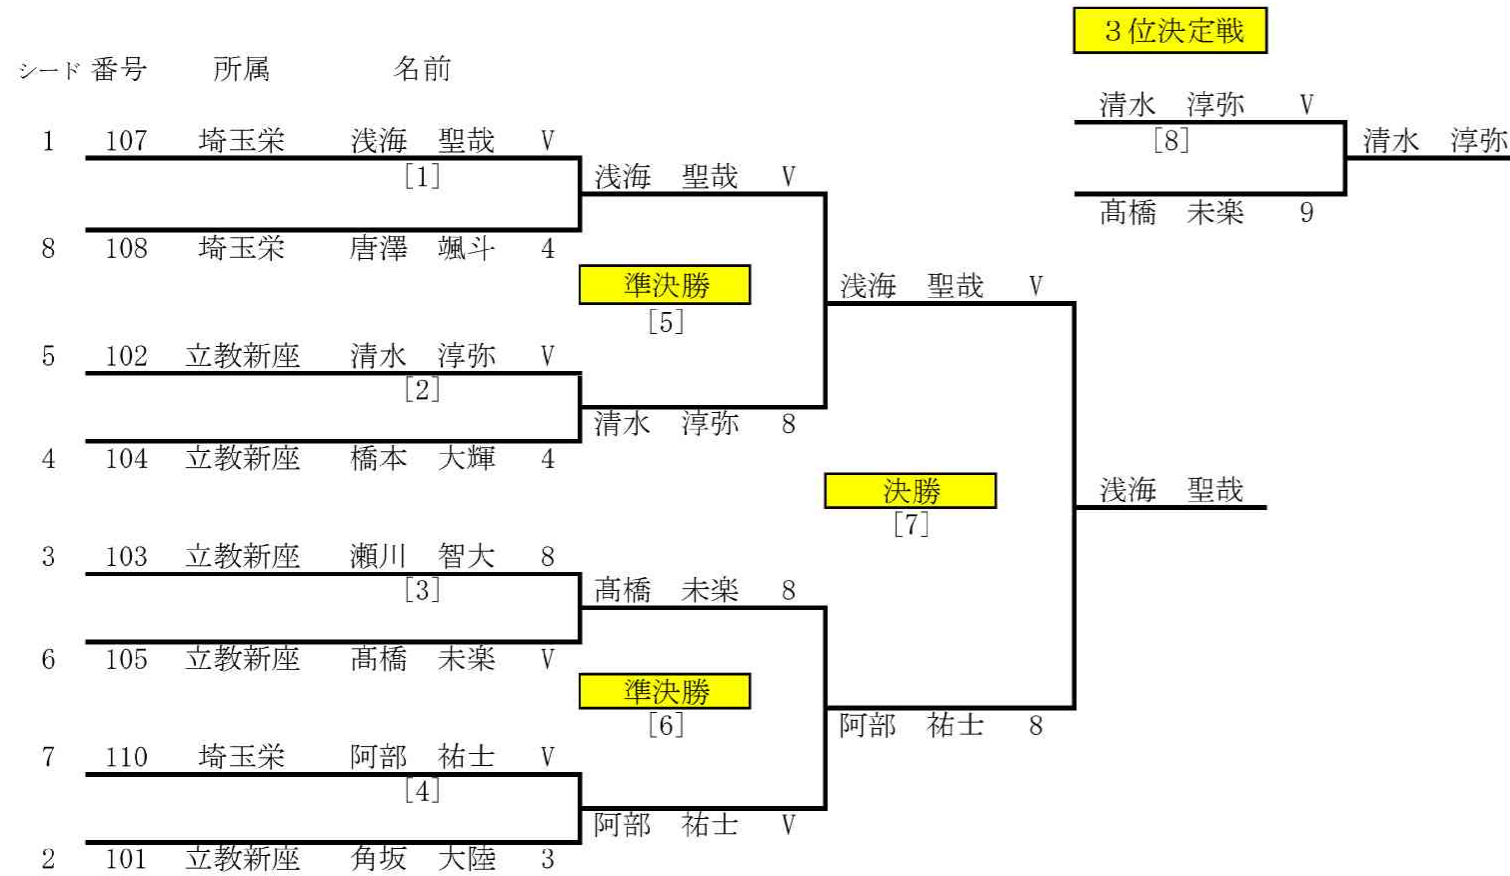 ３位決定戦
シード 番号 所属 名前
清水 淳弥 V
1 107 埼玉栄 浅海 聖哉 V
[8] 清水 淳弥
[1] 浅海 聖哉 V
髙橋 未楽 9
8 108 埼玉栄 唐澤 颯斗 4
準決勝 浅海 聖哉 V
[5]
5 102 立教新座 清水 淳弥 V
[2]
清水 淳弥 8
4 104 立教新座 橋本 大輝 4
決勝 浅海 聖哉
[7]
3 103 立教新座 瀬川 智大 8
[3] 髙橋 未楽 8
6 105 立教新座 髙橋 未楽 V
準決勝
[6] 阿部 祐士 8
7 110 埼玉栄 阿部 祐士 V
[4]
阿部 祐士 V
2 101 立教新座 角坂 大陸 3